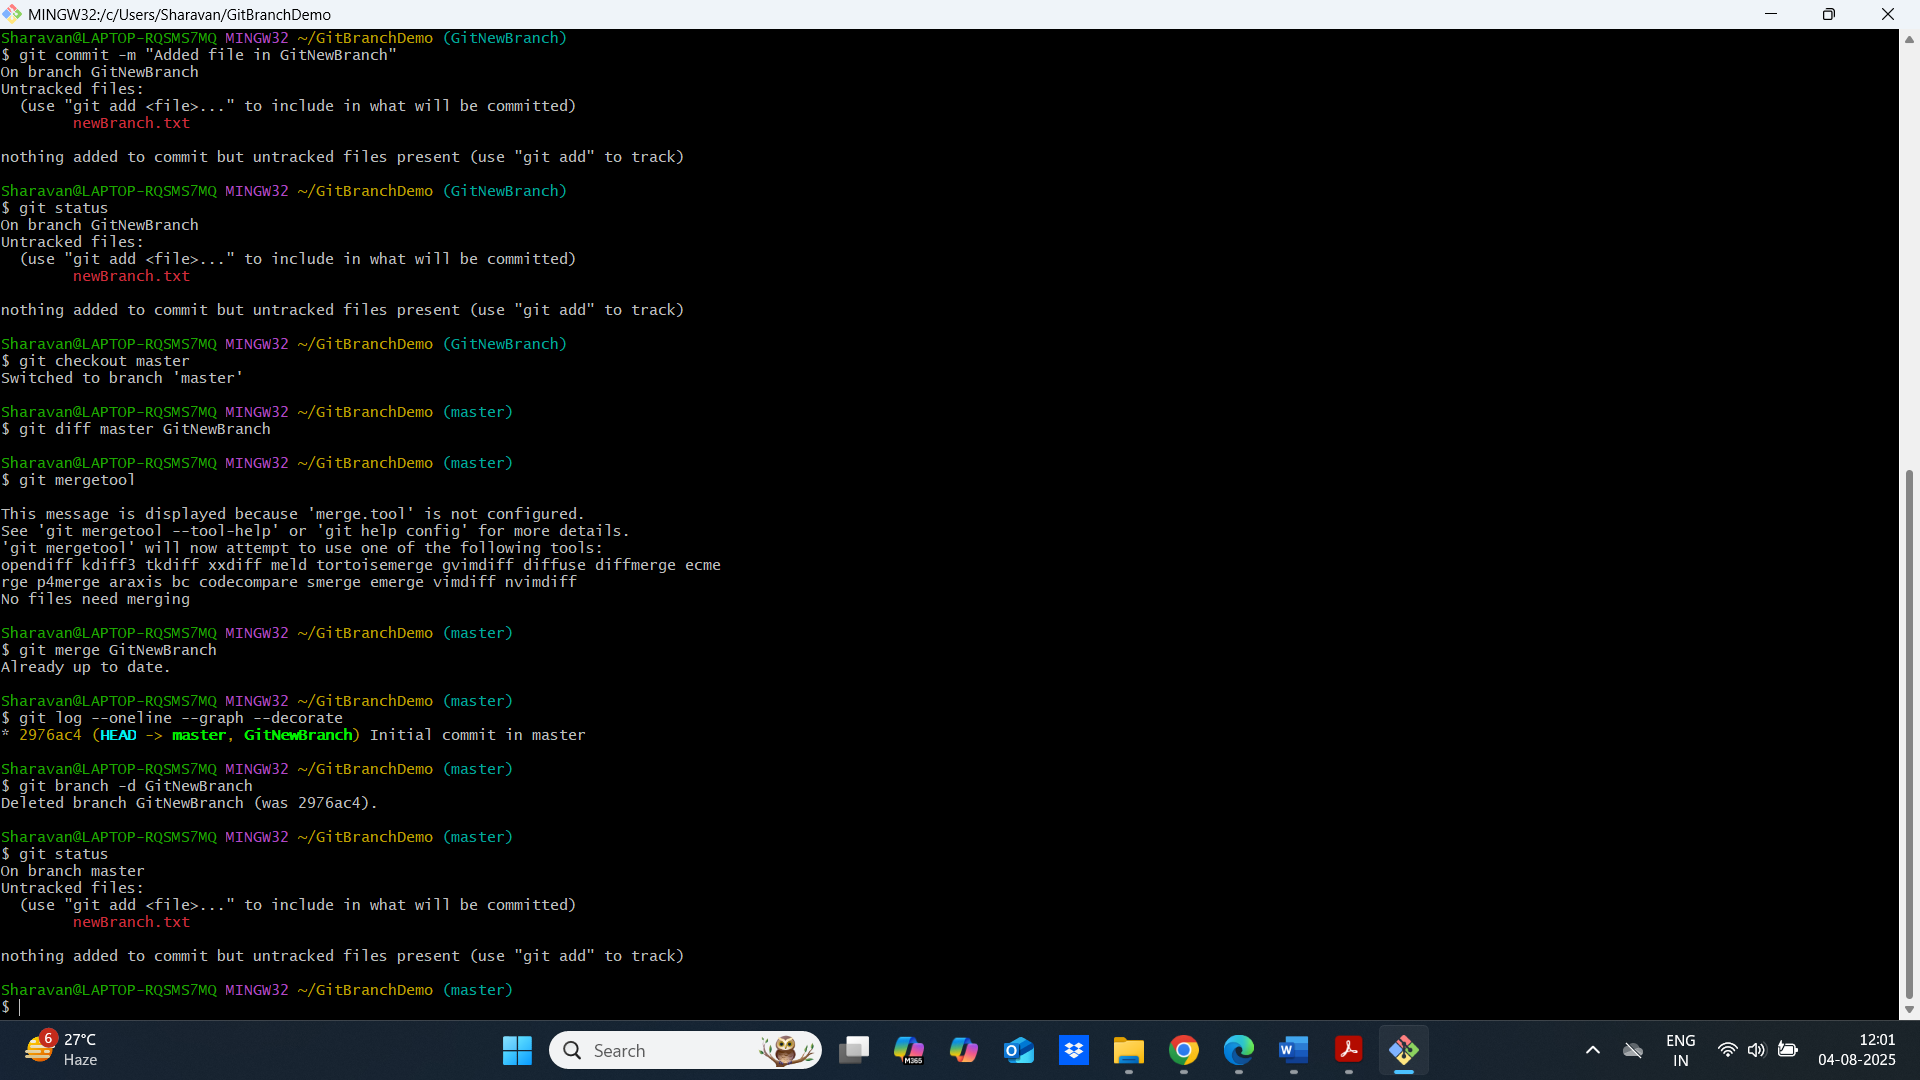 MINGW32:/c/Users/Sharavan/GitBranchDemo
Sharavan@LAPTOP-RQSMS7MQ MINGW32 ~/GitBranchDemo (GitNewBranch)
$ git commit -m "Added file in GitNewBranch"
On branch GitNewBranch
Untracked files:
  (use "git add <file>..." to include in what will be committed)
        newBranch.txt

nothing added to commit but untracked files present (use "git add" to track)

Sharavan@LAPTOP-RQSMS7MQ MINGW32 ~/GitBranchDemo (GitNewBranch)
$ git status
On branch GitNewBranch
Untracked files:
  (use "git add <file>..." to include in what will be committed)
        newBranch.txt

nothing added to commit but untracked files present (use "git add" to track)

Sharavan@LAPTOP-RQSMS7MQ MINGW32 ~/GitBranchDemo (GitNewBranch)
$ git checkout master
Switched to branch 'master'

Sharavan@LAPTOP-RQSMS7MQ MINGW32 ~/GitBranchDemo (master)
$ git diff master GitNewBranch

Sharavan@LAPTOP-RQSMS7MQ MINGW32 ~/GitBranchDemo (master)
$ git mergetool

This message is displayed because 'merge.tool' is not configured.
See 'git mergetool --tool-help' or 'git help config' for more details.
'git mergetool' will now attempt to use one of the following tools:
opendiff kdiff3 tkdiff xxdiff meld tortoisemerge gvimdiff diffuse diffmerge ecme
rge p4merge araxis bc codecompare smerge emerge vimdiff nvimdiff
No files need merging

Sharavan@LAPTOP-RQSMS7MQ MINGW32 ~/GitBranchDemo (master)
$ git merge GitNewBranch
Already up to date.

Sharavan@LAPTOP-RQSMS7MQ MINGW32 ~/GitBranchDemo (master)
$ git log --oneline --graph --decorate
* 2976ac4 (HEAD -> master, GitNewBranch) Initial commit in master

Sharavan@LAPTOP-RQSMS7MQ MINGW32 ~/GitBranchDemo (master)
$ git branch -d GitNewBranch
Deleted branch GitNewBranch (was 2976ac4).

Sharavan@LAPTOP-RQSMS7MQ MINGW32 ~/GitBranchDemo (master)
$ git status
On branch master
Untracked files:
  (use "git add <file>..." to include in what will be committed)
        newBranch.txt

nothing added to commit but untracked files present (use "git add" to track)

Sharavan@LAPTOP-RQSMS7MQ MINGW32 ~/GitBranchDemo (master)
$
6
27°C
Haze
Search
M365
ENG
IN
12:01
04-08-2025